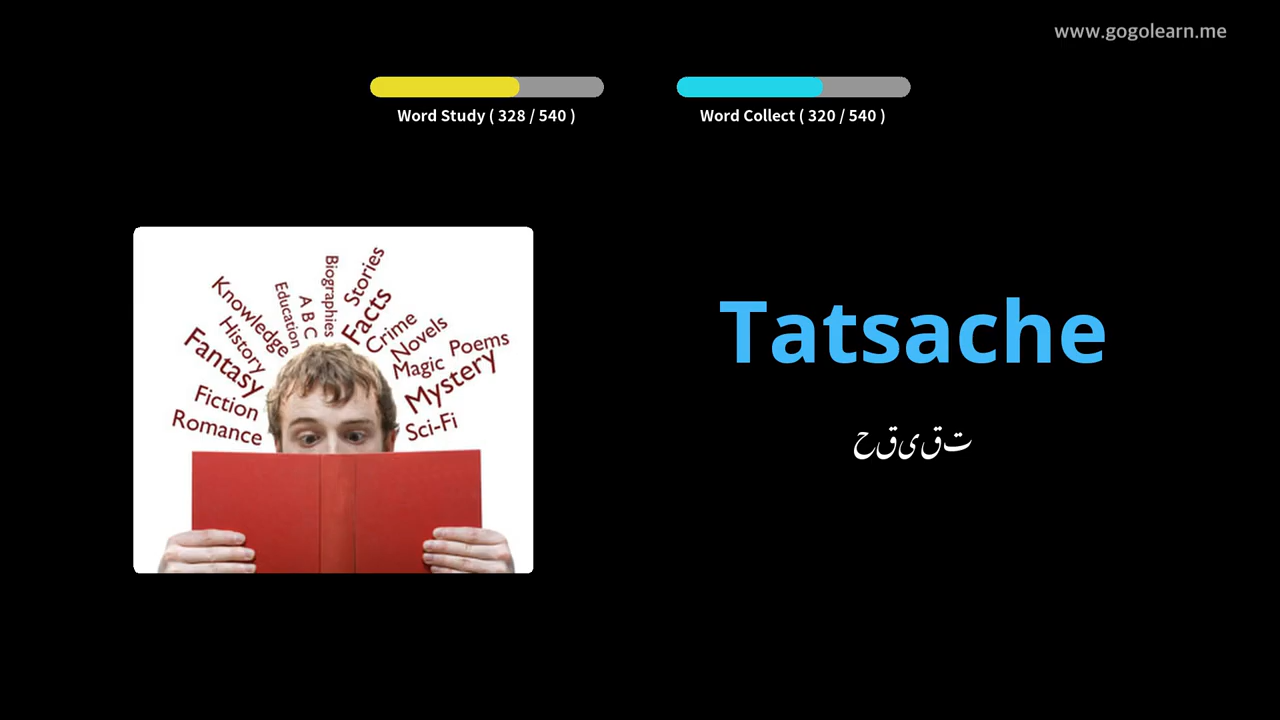 www.gogolearn.me
Word Study ( 328 / 540 )
Word Collect ( 320 / 540 )
Biographies
Stories
Knowledge
Education
A B C
Facts
History
Crime
Novels
Fantasy
Magic
Poems
Mystery
Fiction
Romance
Sci-Fi
Tatsache
ت ق ی ق ح